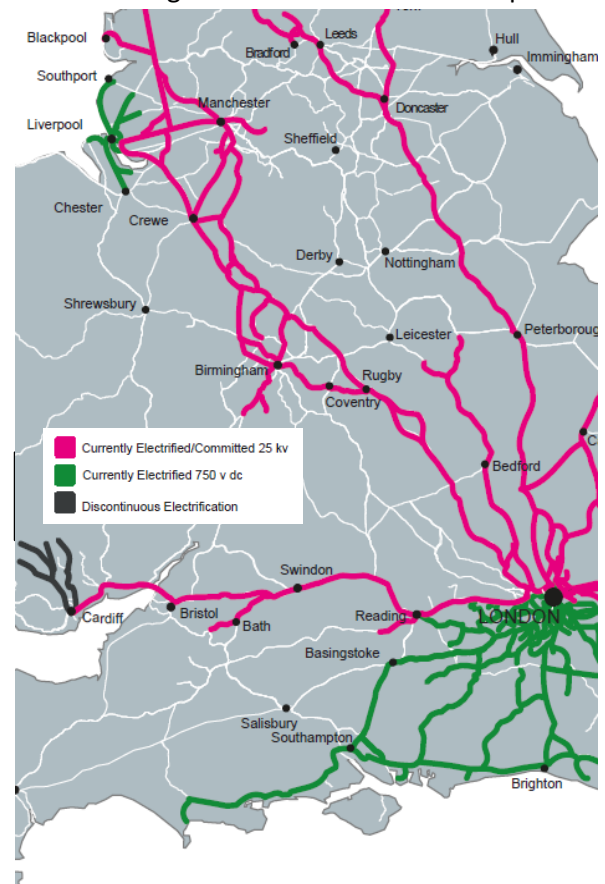 Blackpool
Leeds
Hull
Bradford
Immingham
Southport
Manchester
Doncaster
Liverpool
Sheffield
Chester
Crewe
Derby
Nottingham
Shrewsbury
Leicester
Peterboroug
Birmingham
Rugby
Coventry
Currently Electrified/Committed 25 kv
Currently Electrified 750 v dc
Discontinuous Electrification
C
Bedford
Swindon
Cardiff
Bristol
Bath
Reading
LONDON
Basingstoke
Salisbury
Southampton
Brighton